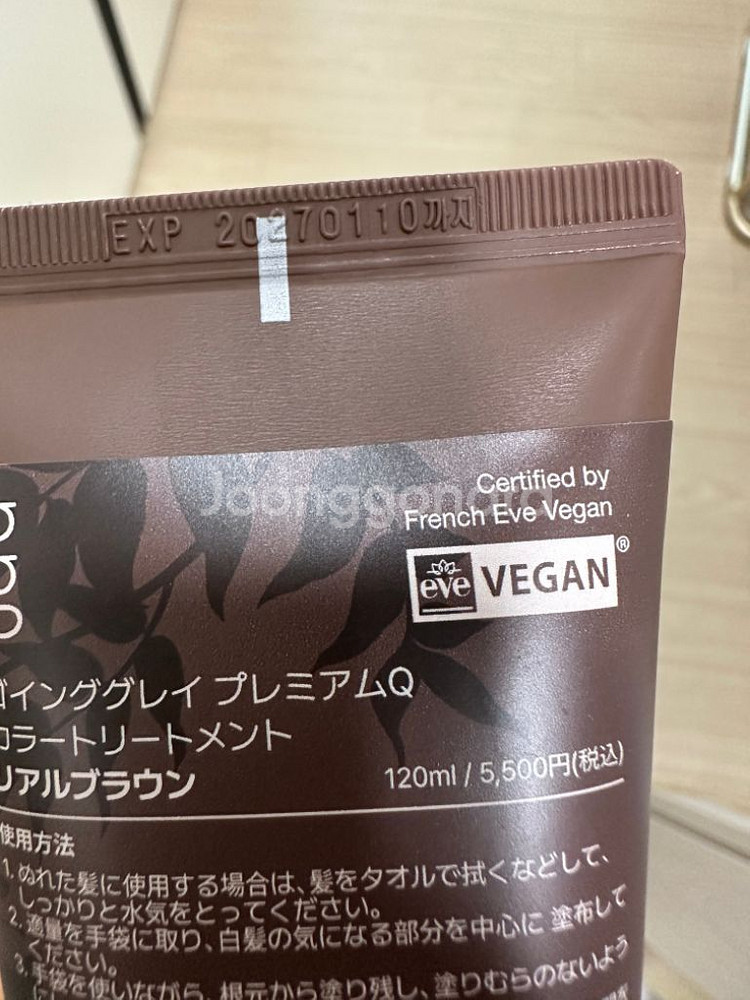 EXP 20270110까지
Joonggonara
Certified by
French Eve Vegan
eve VEGAN®
ゴインググレイ プレミアムQ
カラートリートメント
リアルブラウン
120ml / 5,500円(税込)
使用方法
1. ぬれた髪に使用する場合は、髪をタオルで拭くなどして、
しっかりと水気をとってください。
2. 適量を手袋に取り、白髪の気になる部分を中心に 塗布して
ください。
3. 手袋を使いながら、根元から塗り残し、塗りむらのないよう